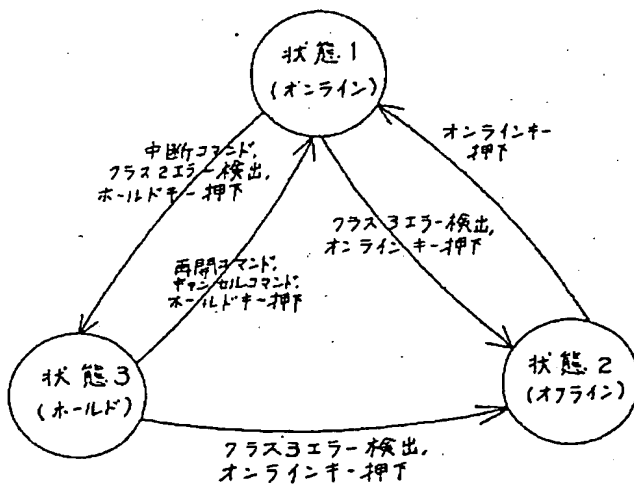 状態1
(オンライン)
オンラインキー
押下
中断コマンド,
クラス2エラー検出,
ホールドキー押下
クラス3エラー検出,
オンラインキー押下
再開コマンド,
キャンセルコマンド,
ホールドキー押下
状態3
(ホールド)
状態2
(オフライン)
クラス3エラー検出,
オンラインキー押下